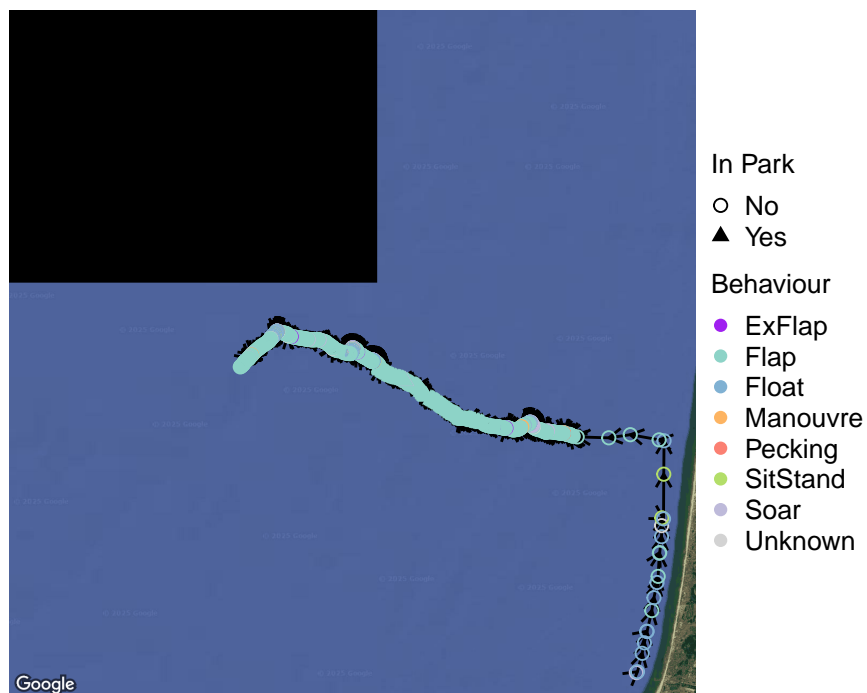 In Park
No
Yes
Behaviour
ExFlap
Flap
Float
Manouvre
Pecking
SitStand
Soar
Unknown
Google